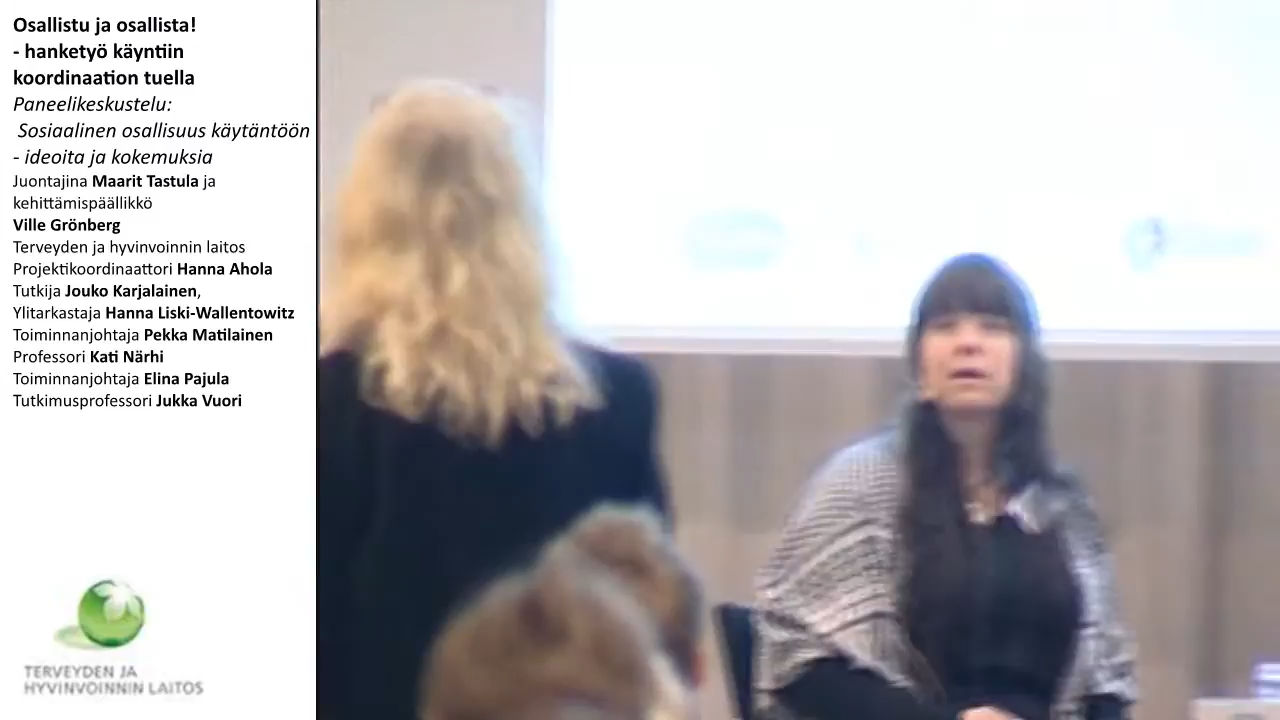 Osallistu ja osallista!
- hanketyö käyntiin
koordinaation tuella
Paneelikeskustelu:
Sosiaalinen osallisuus käytäntöön
- ideoita ja kokemuksia
Juontajina Maarit Tastula ja
kehittämispäällikkö
Ville Grönberg
Terveyden ja hyvinvoinnin laitos
Projektikoordinaattori Hanna Ahola
Tutkija Jouko Karjalainen,
Ylitarkastaja Hanna Liski-Wallentowitz
Toiminnanjohtaja Pekka Matilainen
Professori Kati Närhi
Toiminnanjohtaja Elina Pajula
Tutkimusprofessori Jukka Vuori
TERVEYDEN JA
HYVINVOINNIN LAITOS